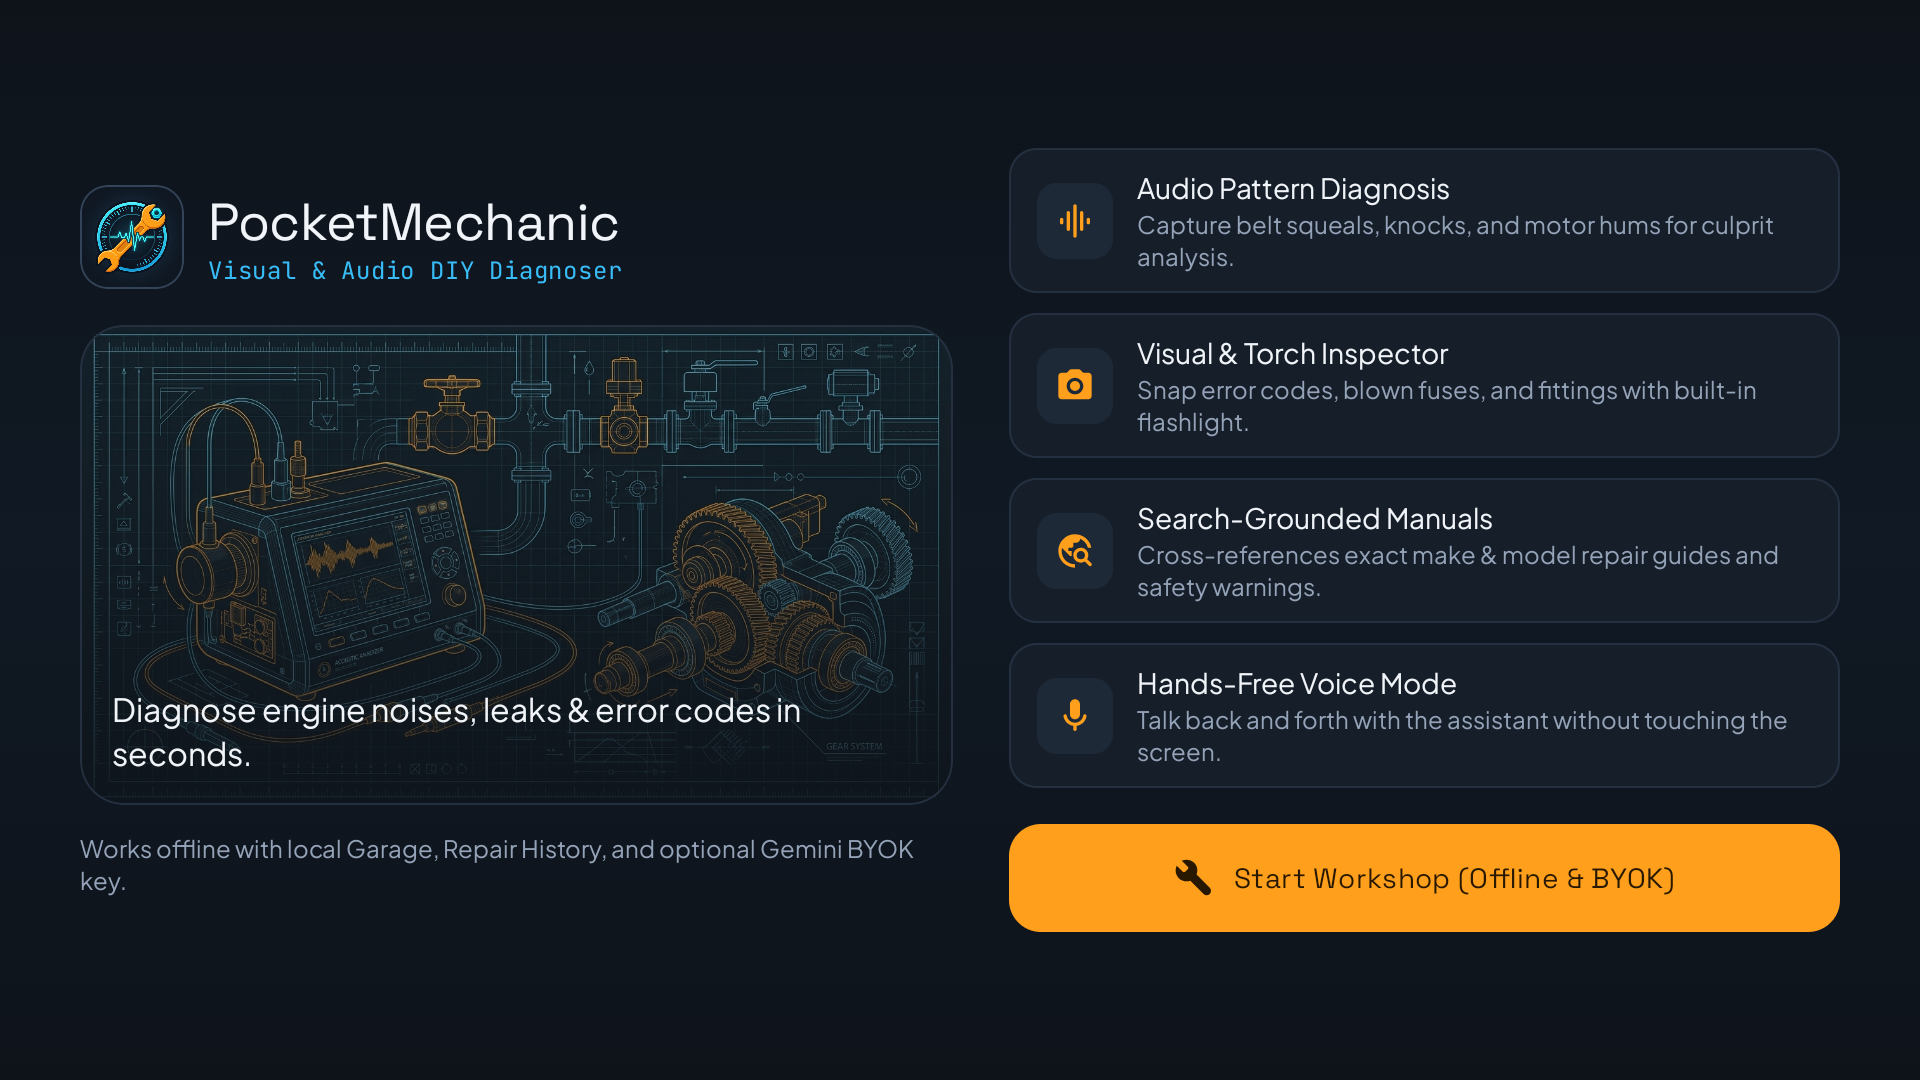 PocketMechanic
Visual & Audio DIY Diagnoser
Diagnose engine noises, leaks & error codes in
seconds.
GEAR SYSTEM
Works offline with local Garage, Repair History, and optional Gemini BYOK
key.
Audio Pattern Diagnosis
Capture belt squeals, knocks, and motor hums for culprit
analysis.
Visual & Torch Inspector
Snap error codes, blown fuses, and fittings with built-in
flashlight.
Search-Grounded Manuals
Cross-references exact make & model repair guides and
safety warnings.
Hands-Free Voice Mode
Talk back and forth with the assistant without touching the
screen.
Start Workshop (Offline & BYOK)